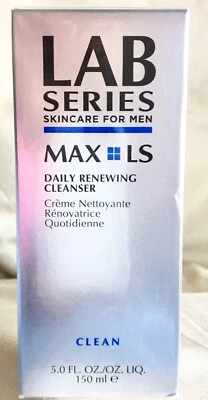 LAB
SERIES
SKINCARE FOR MEN
MAX LS
DAILY RENEWING
CLEANSER
Crème Nettoyante
Rénovatrice
Quotidienne
CLEAN
5.0 FL. OZ./OZ. LIQ.
150 ml ℮